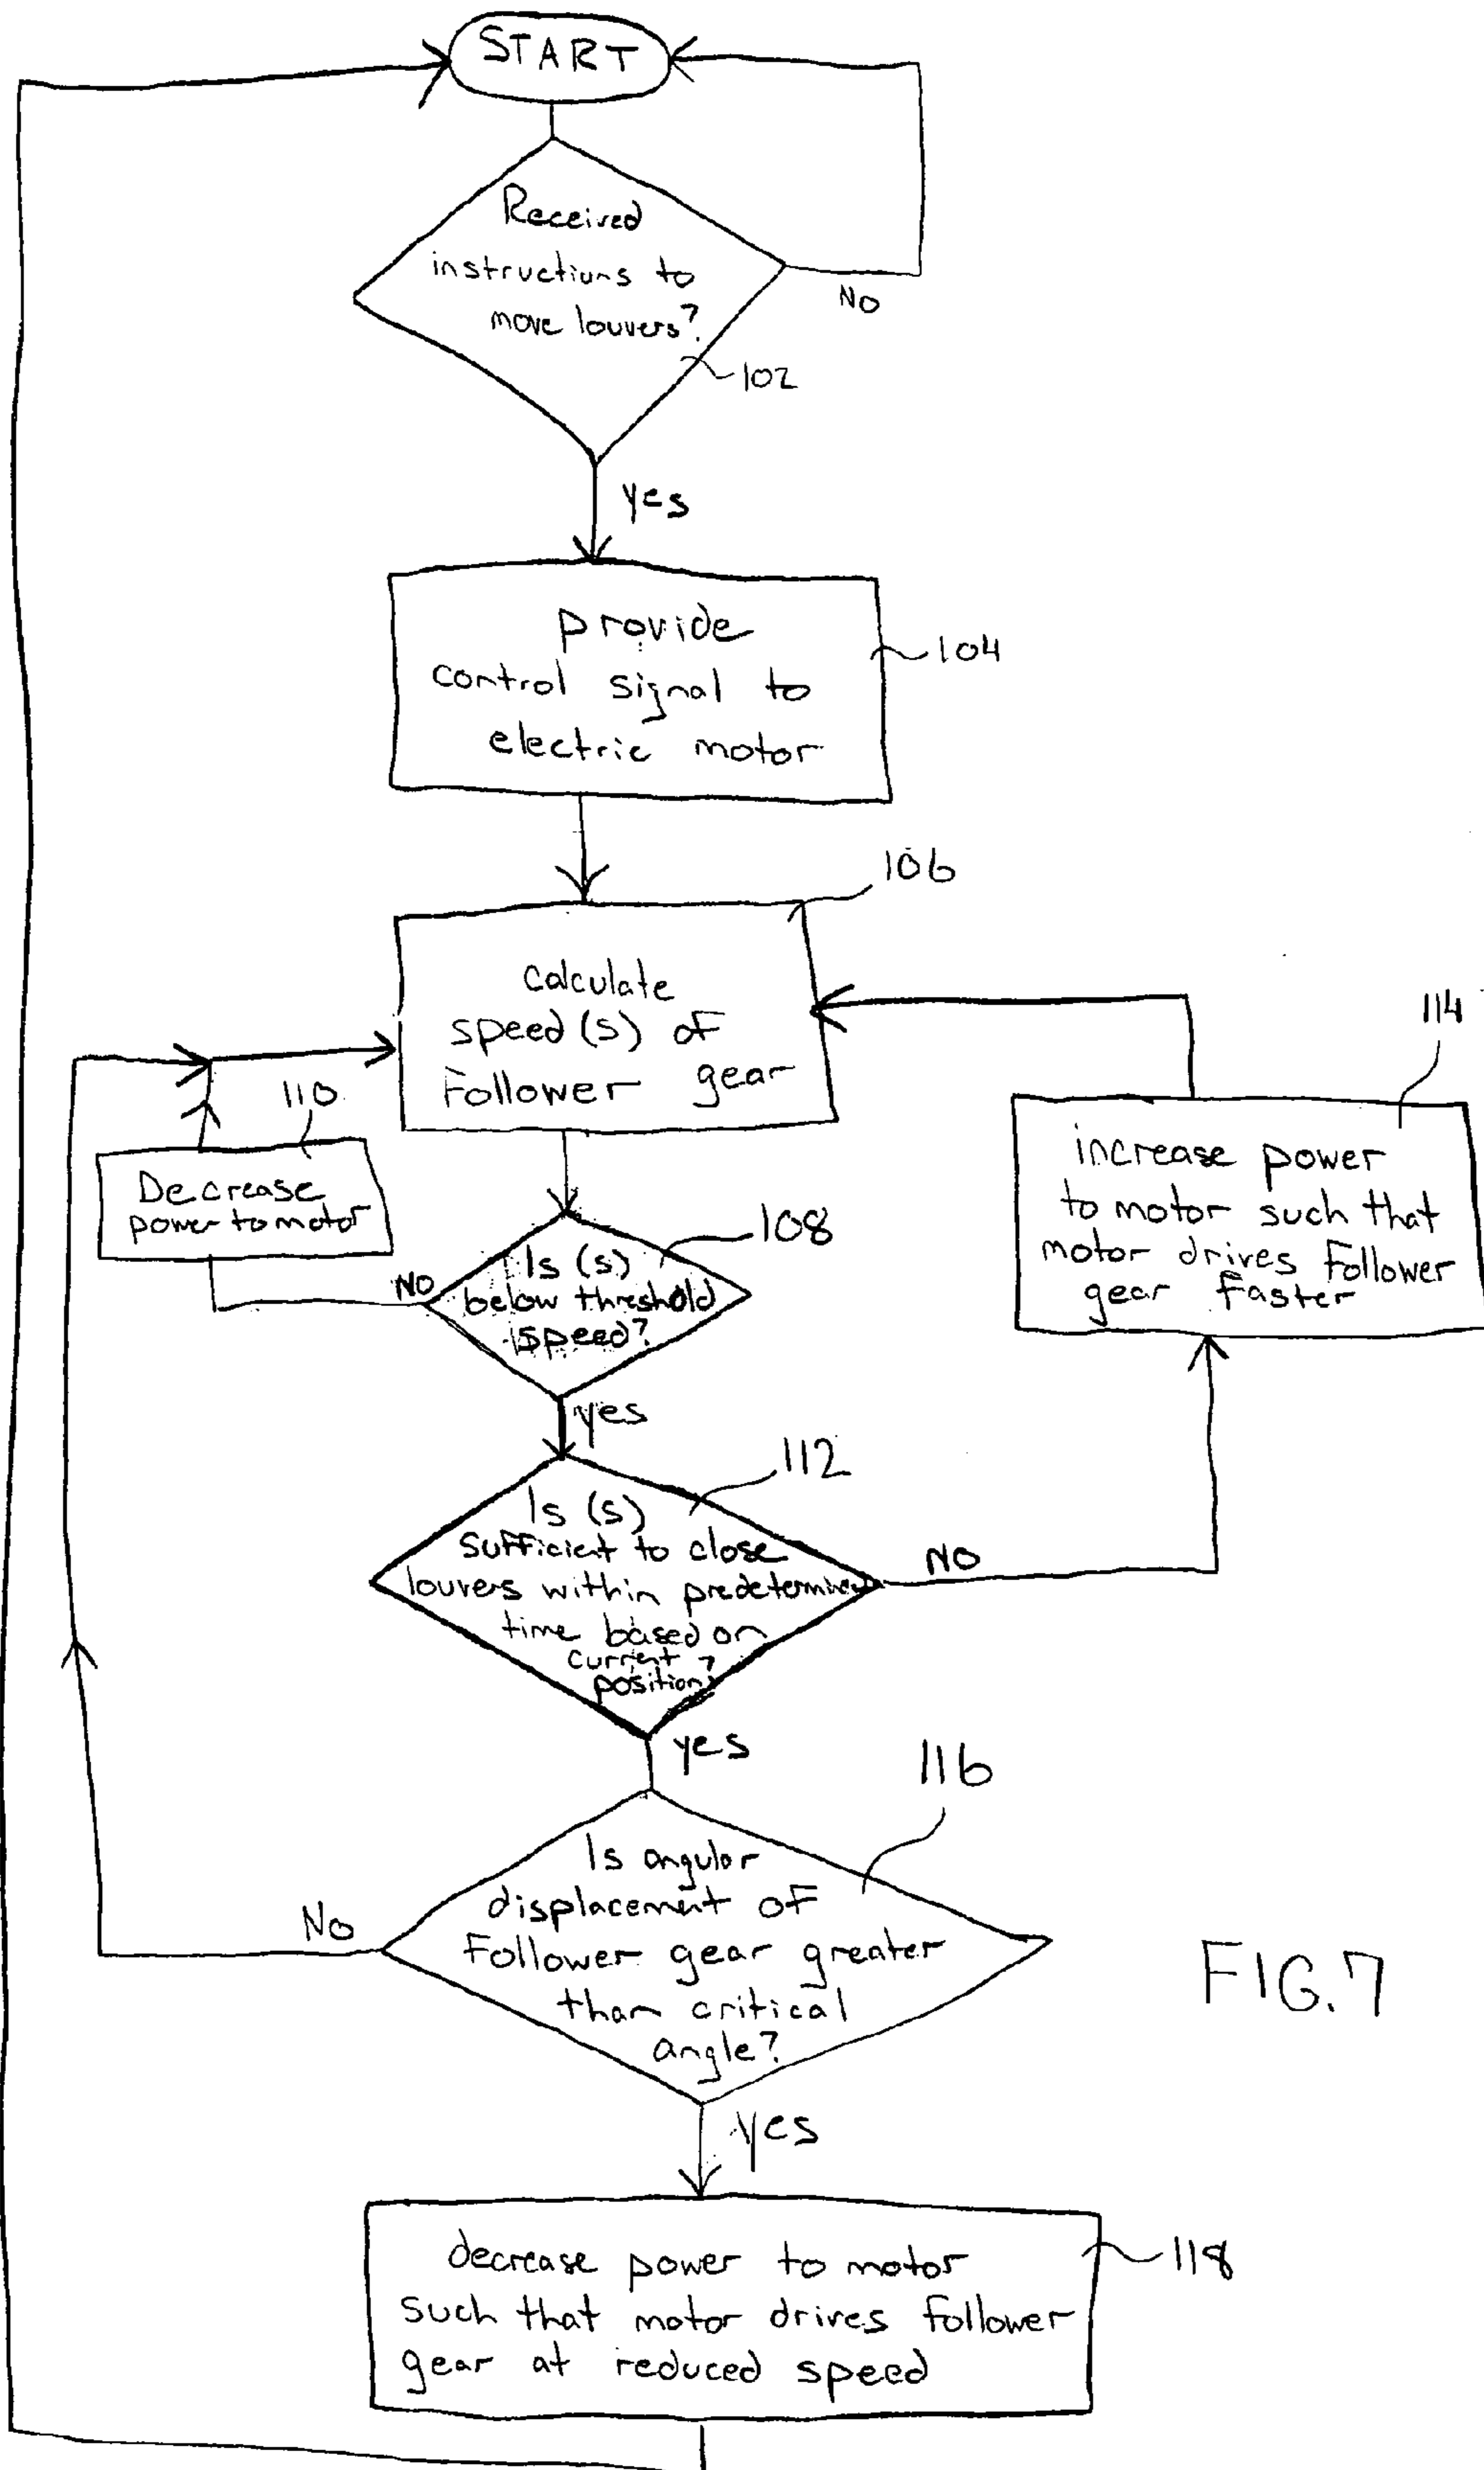 START
Received
instructions to
move louvers?
NO
102
yes
provide
control signal to
electric motor
104
106
Calculate
speed (s) of
Follower gear
110
Decrease
power to motor
114
increase power
to motor such that
motor drives follower
gear faster
108
Is (s)
below threshold
speed?
NO
yes
112
Is (s)
sufficient to close
louvers within predetermined
time based on
current
position?
NO
yes
116
Is angular
displacement of
Follower gear greater
than critical
angle?
No
FIG. 7
yes
decrease power to motor
such that motor drives follower
gear at reduced speed
118